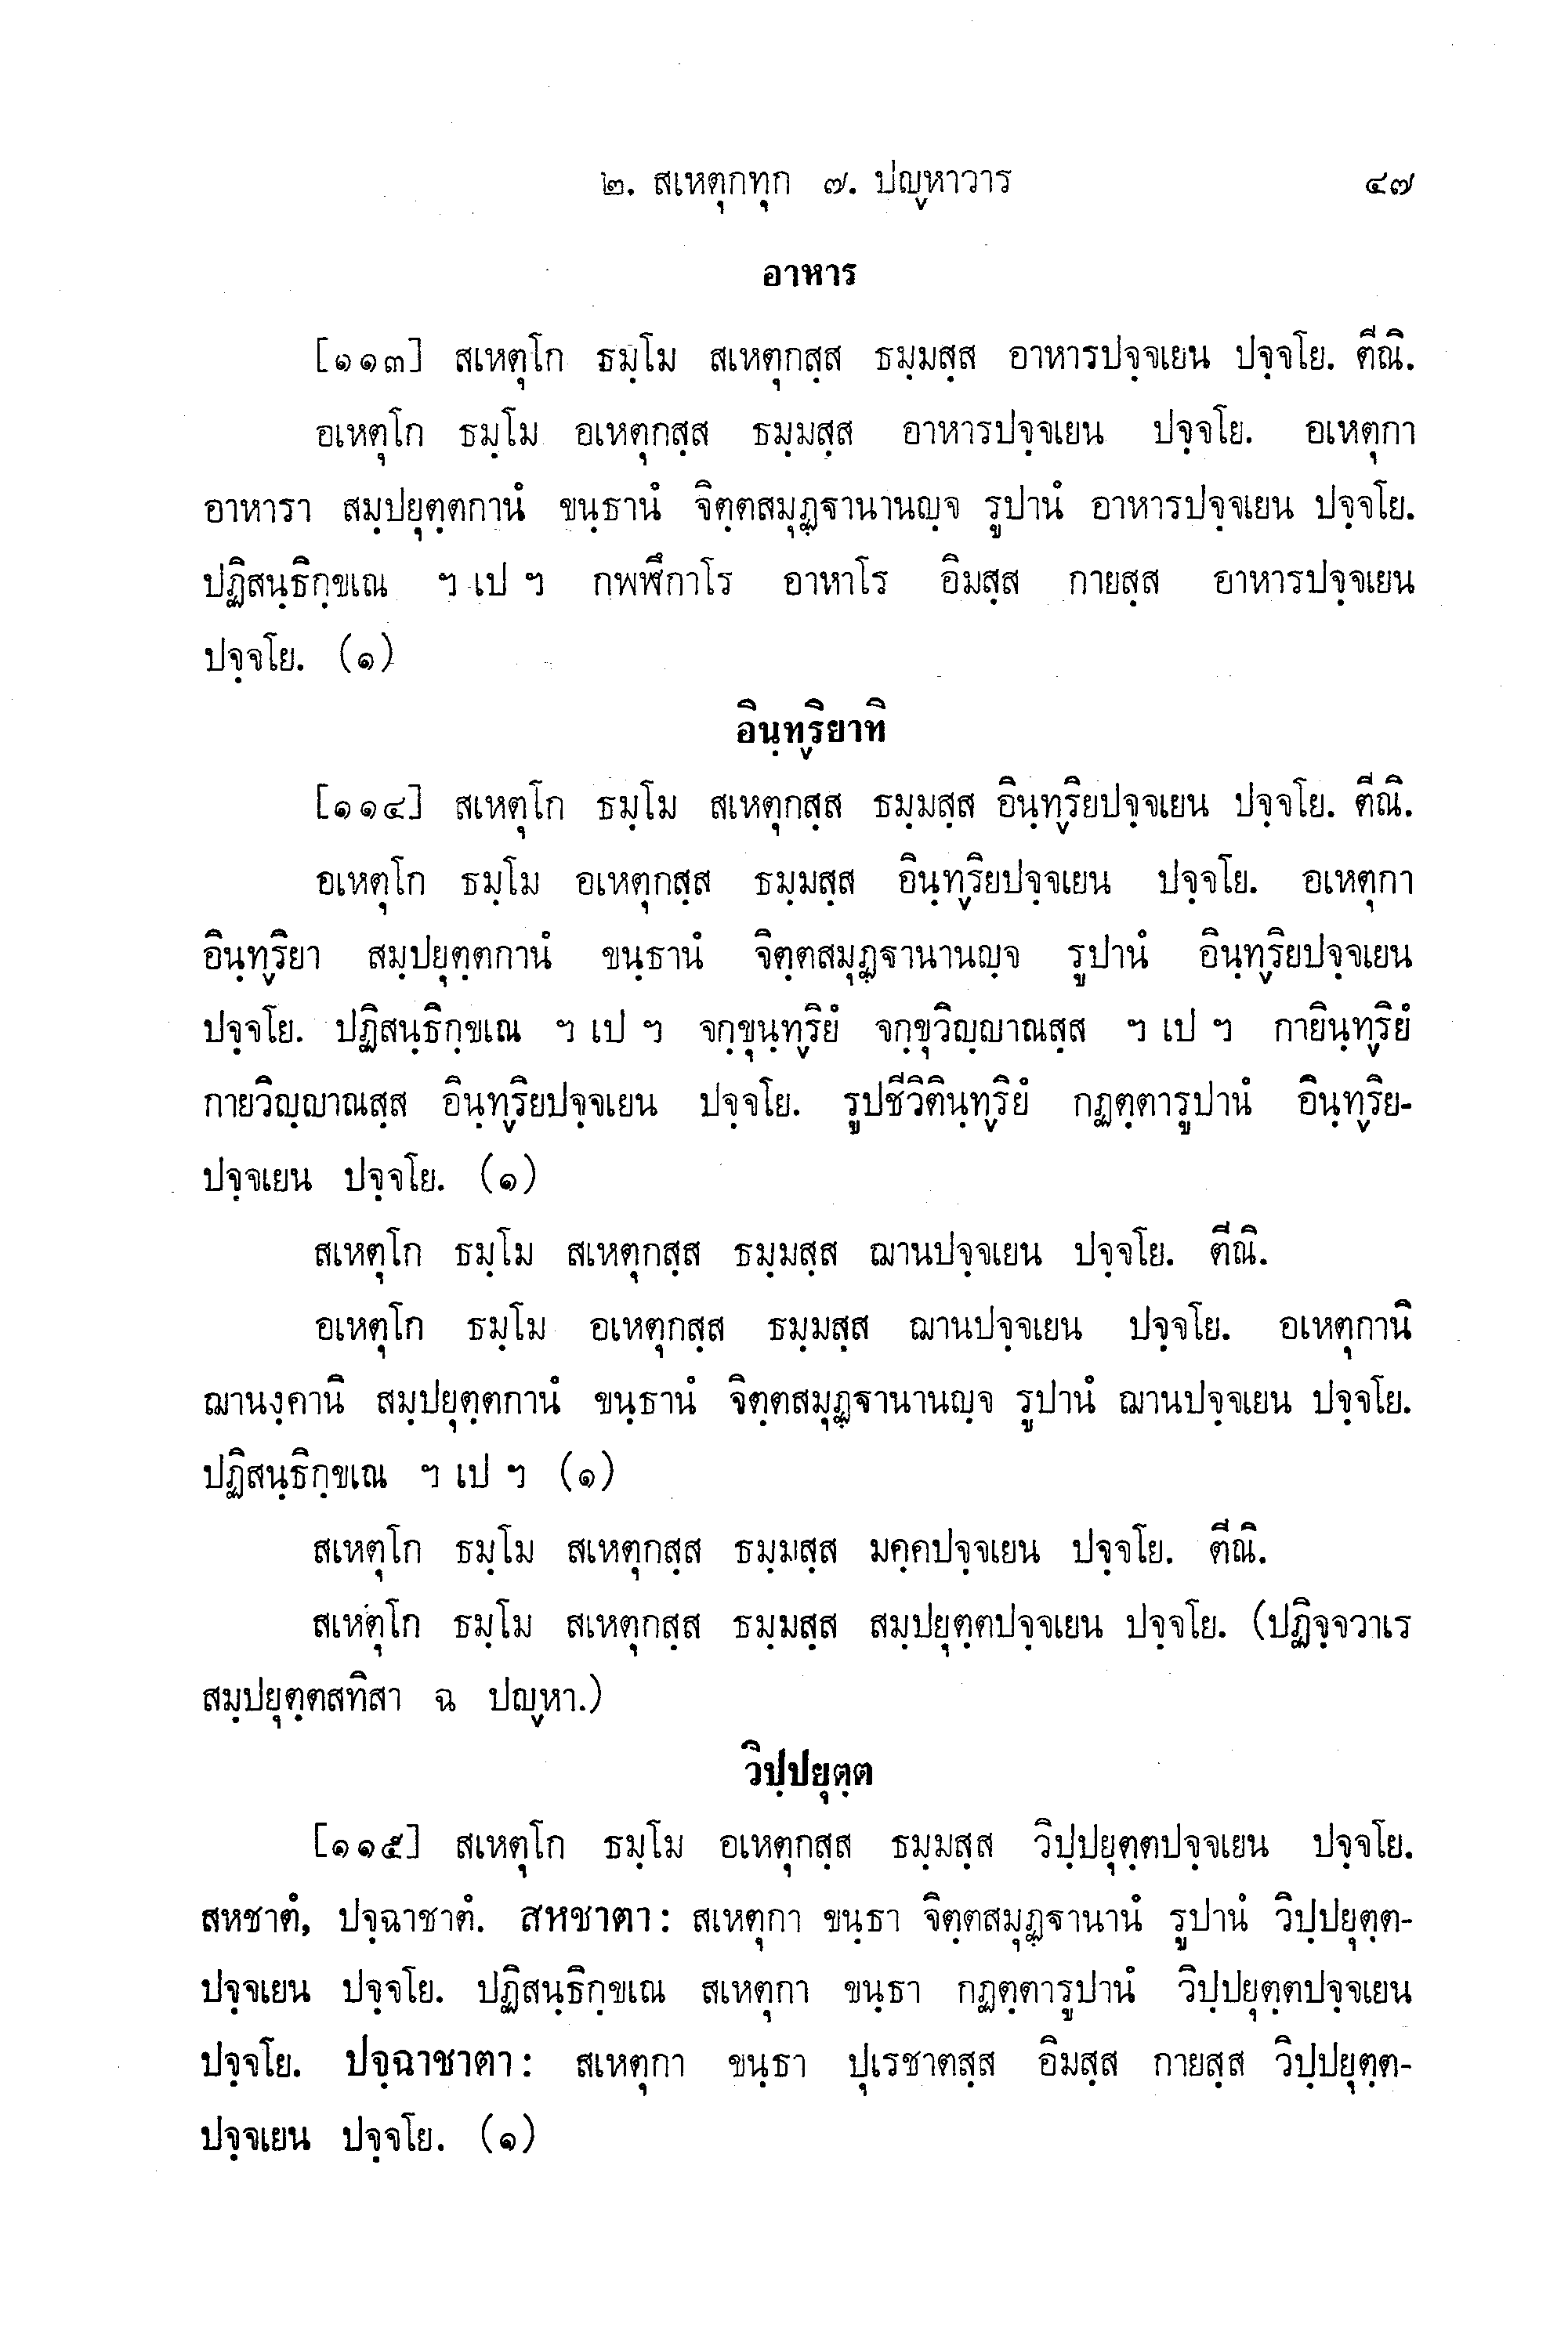 ๒. สเหตุกทุก ๗. ปญฺหาวาร ๔๗
อาหาร
[๑๑๓] สเหตุโก ธมฺโม สเหตุกสฺส ธมฺมสฺส อาหารปจฺจเยน ปจฺจโย. ตีณิ.
อเหตุโก ธมฺโม อเหตุกสฺส ธมฺมสฺส อาหารปจฺจเยน ปจฺจโย. อเหตุกา
อาหารา สมฺปยุตฺตกานํ ขนฺธานํ จิตฺตสมุฏฺฐานานญฺจ รูปานํ อาหารปจฺจเยน ปจฺจโย.
ปฏิสนฺธิกฺขเณ ฯ เป ฯ กพฬีกาโร อาหาโร อิมสฺส กายสฺส อาหารปจฺจเยน
ปจฺจโย. (๑)
อินฺทฺริยาทิ
[๑๑๔] สเหตุโก ธมฺโม สเหตุกสฺส ธมฺมสฺส อินฺทฺริยปจฺจเยน ปจฺจโย. ตีณิ.
อเหตุโก ธมฺโม อเหตุกสฺส ธมฺมสฺส อินฺทฺริยปจฺจเยน ปจฺจโย. อเหตุกา
อินฺทฺริยา สมฺปยุตฺตกานํ ขนฺธานํ จิตฺตสมุฏฺฐานานญฺจ รูปานํ อินฺทฺริยปจฺจเยน
ปจฺจโย. ปฏิสนฺธิกฺขเณ ฯ เป ฯ จกฺขุนฺทฺริยํ จกฺขุวิญฺญาณสฺส ฯ เป ฯ กายินฺทฺริยํ
กายวิญฺญาณสฺส อินฺทฺริยปจฺจเยน ปจฺจโย. รูปชีวิตินฺทฺริยํ กฏตฺตารูปานํ อินฺทฺริย-
ปจฺจเยน ปจฺจโย. (๑)
สเหตุโก ธมฺโม สเหตุกสฺส ธมฺมสฺส ฌานปจฺจเยน ปจฺจโย. ตีณิ.
อเหตุโก ธมฺโม อเหตุกสฺส ธมฺมสฺส ฌานปจฺจเยน ปจฺจโย. อเหตุกานิ
ฌานงฺคานิ สมฺปยุตฺตกานํ ขนฺธานํ จิตฺตสมุฏฺฐานานญฺจ รูปานํ ฌานปจฺจเยน ปจฺจโย.
ปฏิสนฺธิกฺขเณ ฯ เป ฯ (๑)
สเหตุโก ธมฺโม สเหตุกสฺส ธมฺมสฺส มคฺคปจฺจเยน ปจฺจโย. ตีณิ.
สเหตุโก ธมฺโม สเหตุกสฺส ธมฺมสฺส สมฺปยุตฺตปจฺจเยน ปจฺจโย. (ปฏิจฺจวาเร
สมฺปยุตฺตสทิสา ฉ ปญฺหา.)
วิปฺปยุตฺต
[๑๑๕] สเหตุโก ธมฺโม อเหตุกสฺส ธมฺมสฺส วิปฺปยุตฺตปจฺจเยน ปจฺจโย.
สหชาตํ, ปจฺฉาชาตํ. สหชาตา: สเหตุกา ขนฺธา จิตฺตสมุฏฺฐานานํ รูปานํ วิปฺปยุตฺต-
ปจฺจเยน ปจฺจโย. ปฏิสนฺธิกฺขเณ สเหตุกา ขนฺธา กฏตฺตารูปานํ วิปฺปยุตฺตปจฺจเยน
ปจฺจโย. ปจฺฉาชาตา: สเหตุกา ขนฺธา ปุเรชาตสฺส อิมสฺส กายสฺส วิปฺปยุตฺต-
ปจฺจเยน ปจฺจโย. (๑)